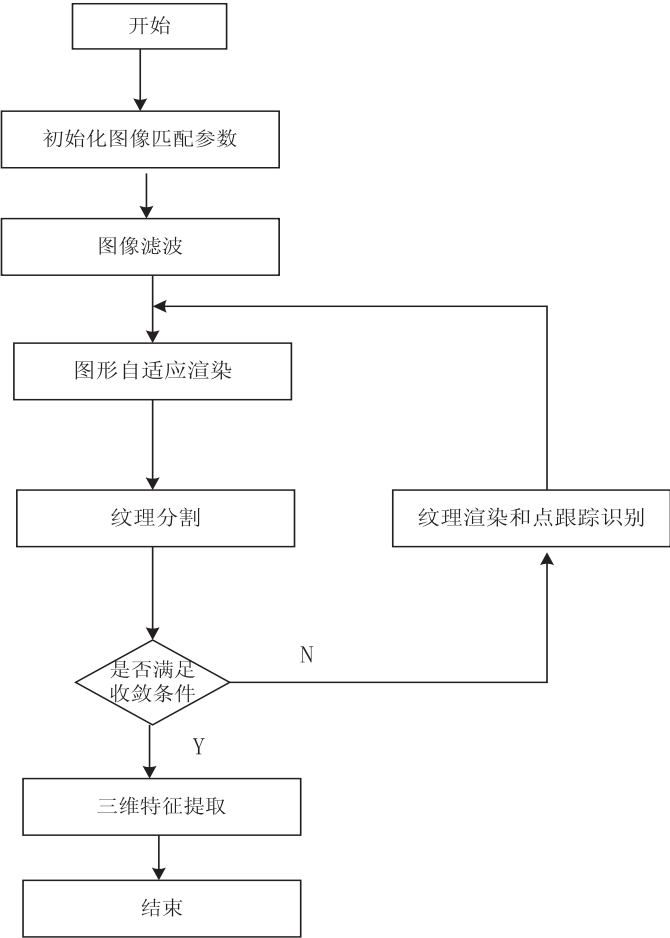 开始
初始化图像匹配参数
图像滤波
图形自适应渲染
纹理分割
纹理渲染和点跟踪识别
是否满足
收敛条件
N
Y
三维特征提取
结束